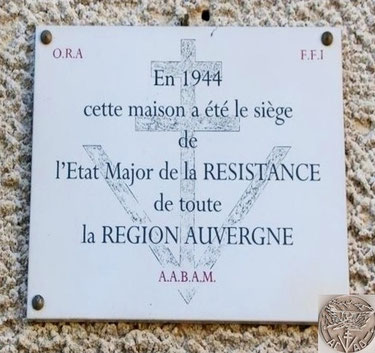 O.R.A F.F.I
En 1944
cette maison a été le siège
de
l'Etat Major de la RESISTANCE
de toute
la REGION AUVERGNE
A.A.B.A.M.